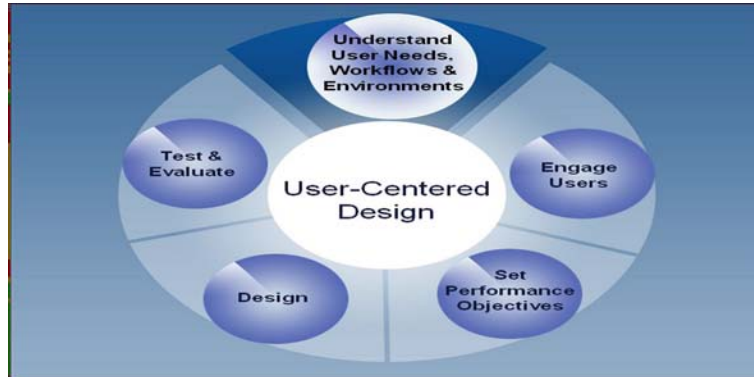 Understand
User Needs,
Workflows &
Environments
Engage
Users
Set
Performance
Objectives
Design
Test &
Evaluate
User-Centered
Design